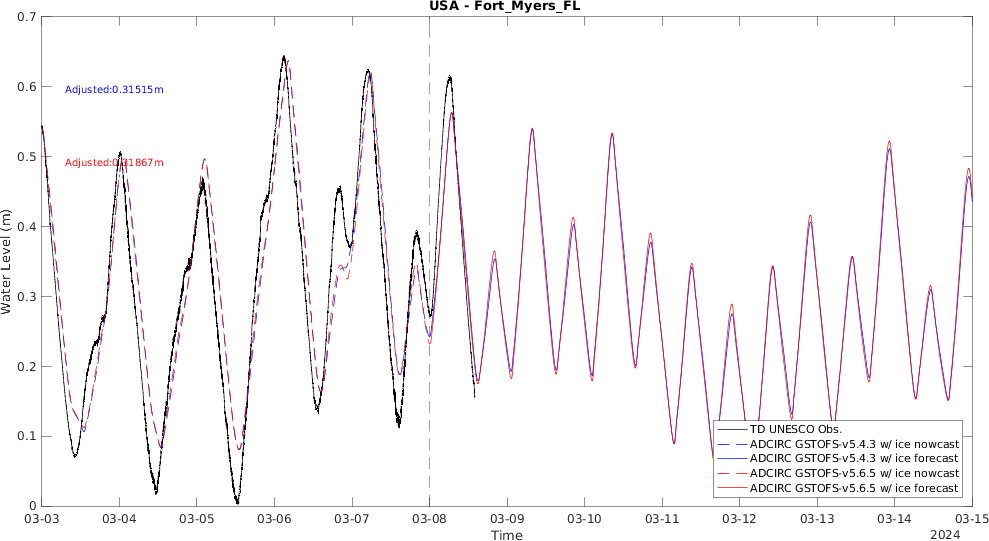 USA - Fort_Myers_FL
0.7
0.6
0.5
0.4
0.3
0.2
0.1
0
Water Level (m)
Adjusted:0.31515m
Adjusted:0.31867m
TD UNESCO Obs.
ADCIRC GSTOFS-v5.4.3 w/ ice nowcast
ADCIRC GSTOFS-v5.4.3 w/ ice forecast
ADCIRC GSTOFS-v5.6.5 w/ ice nowcast
ADCIRC GSTOFS-v5.6.5 w/ ice forecast
03-03 03-04 03-05 03-06 03-07 03-08 03-09 03-10 03-11 03-12 03-13 03-14 03-15
Time
2024